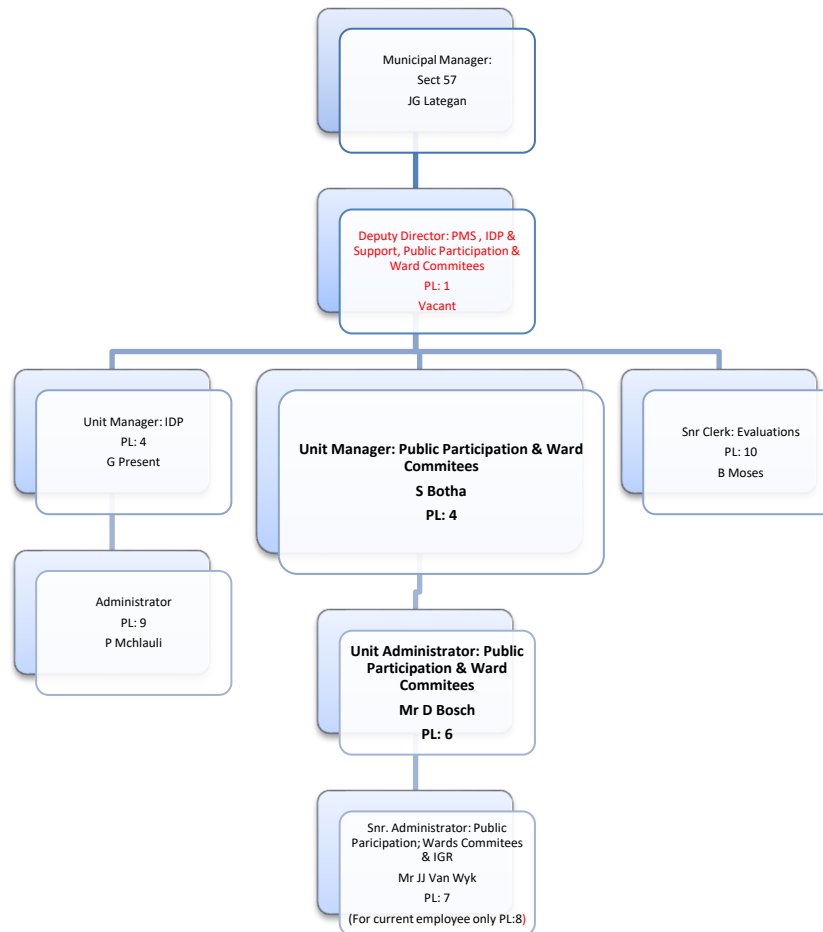 Municipal Manager:
Sect 57
JG Lategan
Deputy Director: PMS , IDP &
Support, Public Participation &
Ward Commitees
PL: 1
Vacant
Unit Manager: IDP
PL: 4
G Present
Unit Manager: Public Participation & Ward
Commitees
S Botha
PL: 4
Snr Clerk: Evaluations
PL: 10
B Moses
Administrator
PL: 9
P Mchlauli
Unit Administrator: Public
Participation & Ward
Commitees
Mr D Bosch
PL: 6
Snr. Administrator: Public
Paricipation; Wards Commitees
& IGR
Mr JJ Van Wyk
PL: 7
(For current employee only PL:8)